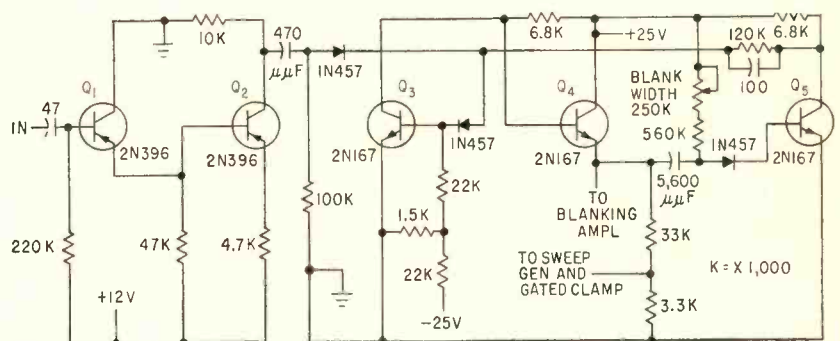 10K
470
μμF
1N457
6.8K
+25V
120K
6.8K
100
Q1
Q2
Q3
Q4
Q5
BLANK
WIDTH
250K
47
IN
2N396
2N396
2N167
1N457
2N167
560K
1N457
2N167
5,600
μμF
100K
22K
1.5K
22K
-25V
TO
BLANKING
AMPL
33K
TO SWEEP
GEN AND
GATED CLAMP
3.3K
K = X 1,000
220K
47K
4.7K
+12V